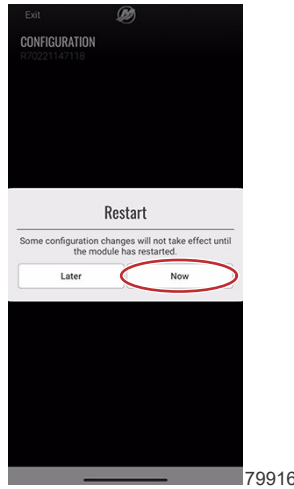 Exit
CONFIGURATION
R70221147118
Restart
Some configuration changes will not take effect until
the module has restarted.
Later Now
79916